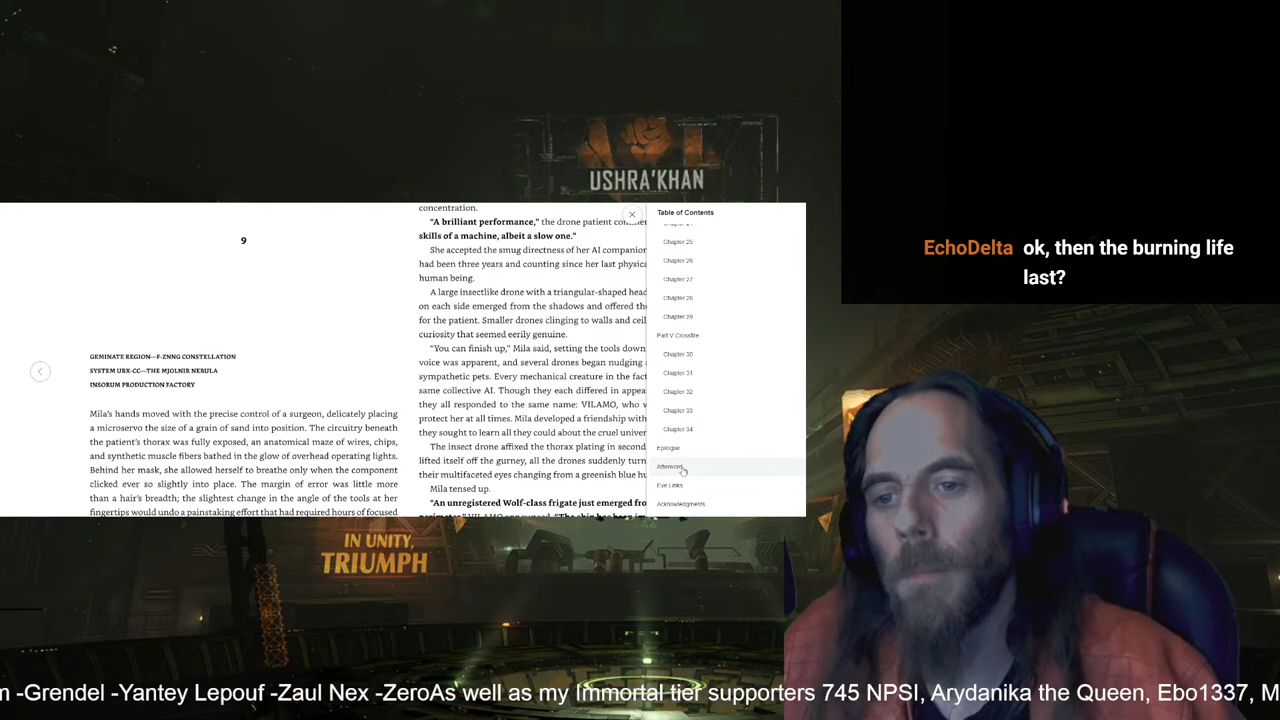 USHRA'KHAN
9
GEMINATE REGION—F-ZNNG CONSTELLATION
SYSTEM UBX-CC—THE MJOLNIR NEBULA
INSORUM PRODUCTION FACTORY
Mila's hands moved with the precise control of a surgeon, delicately placing
a microservo the size of a grain of sand into position. The circuitry beneath
the patient's thorax was fully exposed, an anatomical maze of wires, chips,
and synthetic muscle fibers bathed in the glow of overhead operating lights.
Behind her mask, she allowed herself to breathe only when the component
clicked ever so slightly into place. The margin of error was little more
than a hair's breadth; the slightest change in the angle of the tools at her
fingertips would undo a painstaking effort that had required hours of focused
concentration.
"A brilliant performance," the drone patient
skills of a machine, albeit a slow one."
She accepted the smug directness of her AI companion
had been three years and counting since her last
human being.
A large insectlike drone with a triangular-shaped head
on each side emerged from the shadows and offered
for the patient. Smaller drones clinging to walls and
curiosity that seemed eerily genuine.
"You can finish up," Mila said, setting the tools down
voice was apparent, and several drones began nudging
sympathetic pets. Every mechanical creature in the
same collective AI. Though they each differed in
they all responded to the same name: VILAMO, who
protect her at all times. Mila developed a friendship with
they sought to learn all they could about the cruel
The insect drone affixed the thorax plating in
lifted itself off the gurney, all the drones suddenly
their multifaceted eyes changing from a greenish blue
Mila tensed up.
"An unregistered Wolf-class frigate just emerged
Table of Contents
Chapter 25
Chapter 26
Chapter 27
Chapter 28
Chapter 29
Part V Crossfire
Chapter 30
Chapter 31
Chapter 32
Chapter 33
Chapter 34
Epilogue
Afterword
Eve Links
Acknowledgments
EchoDelta ok, then the burning life
last?
IN UNITY,
TRIUMPH
-Grendel -Yantey Lepouf -Zaul Nex -ZeroAs well as my Immortal tier supporters 745 NPSI, Arydanika the Queen, Ebo1337,